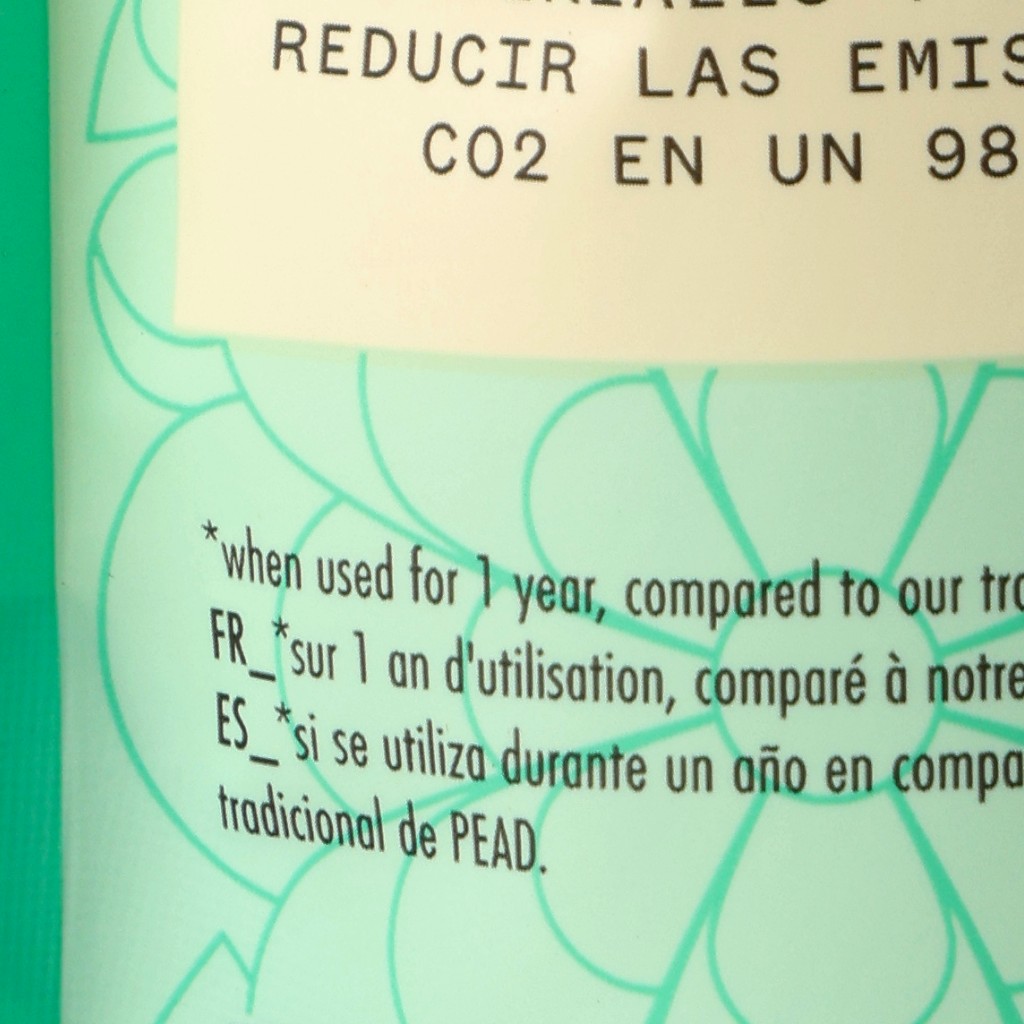 REDUCIR LAS EMIS
CO2 EN UN 98
*when used for 1 year, compared to our tra
FR_*sur 1 an d'utilisation, comparé à notre
ES_*si se utiliza durante un año en compa
tradicional de PEAD.